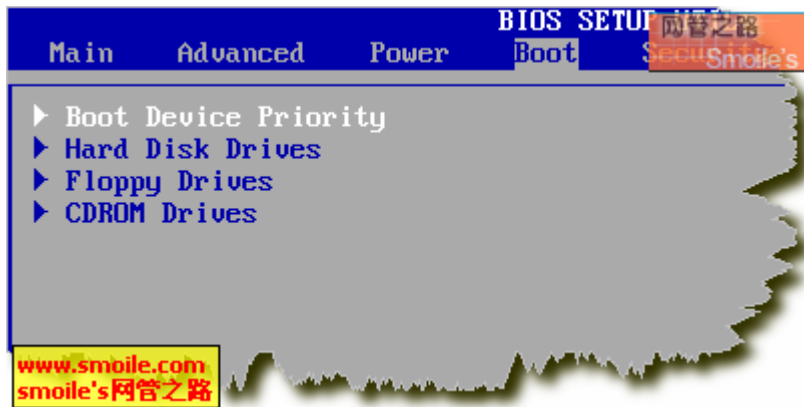 BIOS SETUP
网管之路
Main Advanced Power Boot Security
Smoile's
Boot Device Priority
Hard Disk Drives
Floppy Drives
CDROM Drives
www.smoile.com
smoile's网管之路